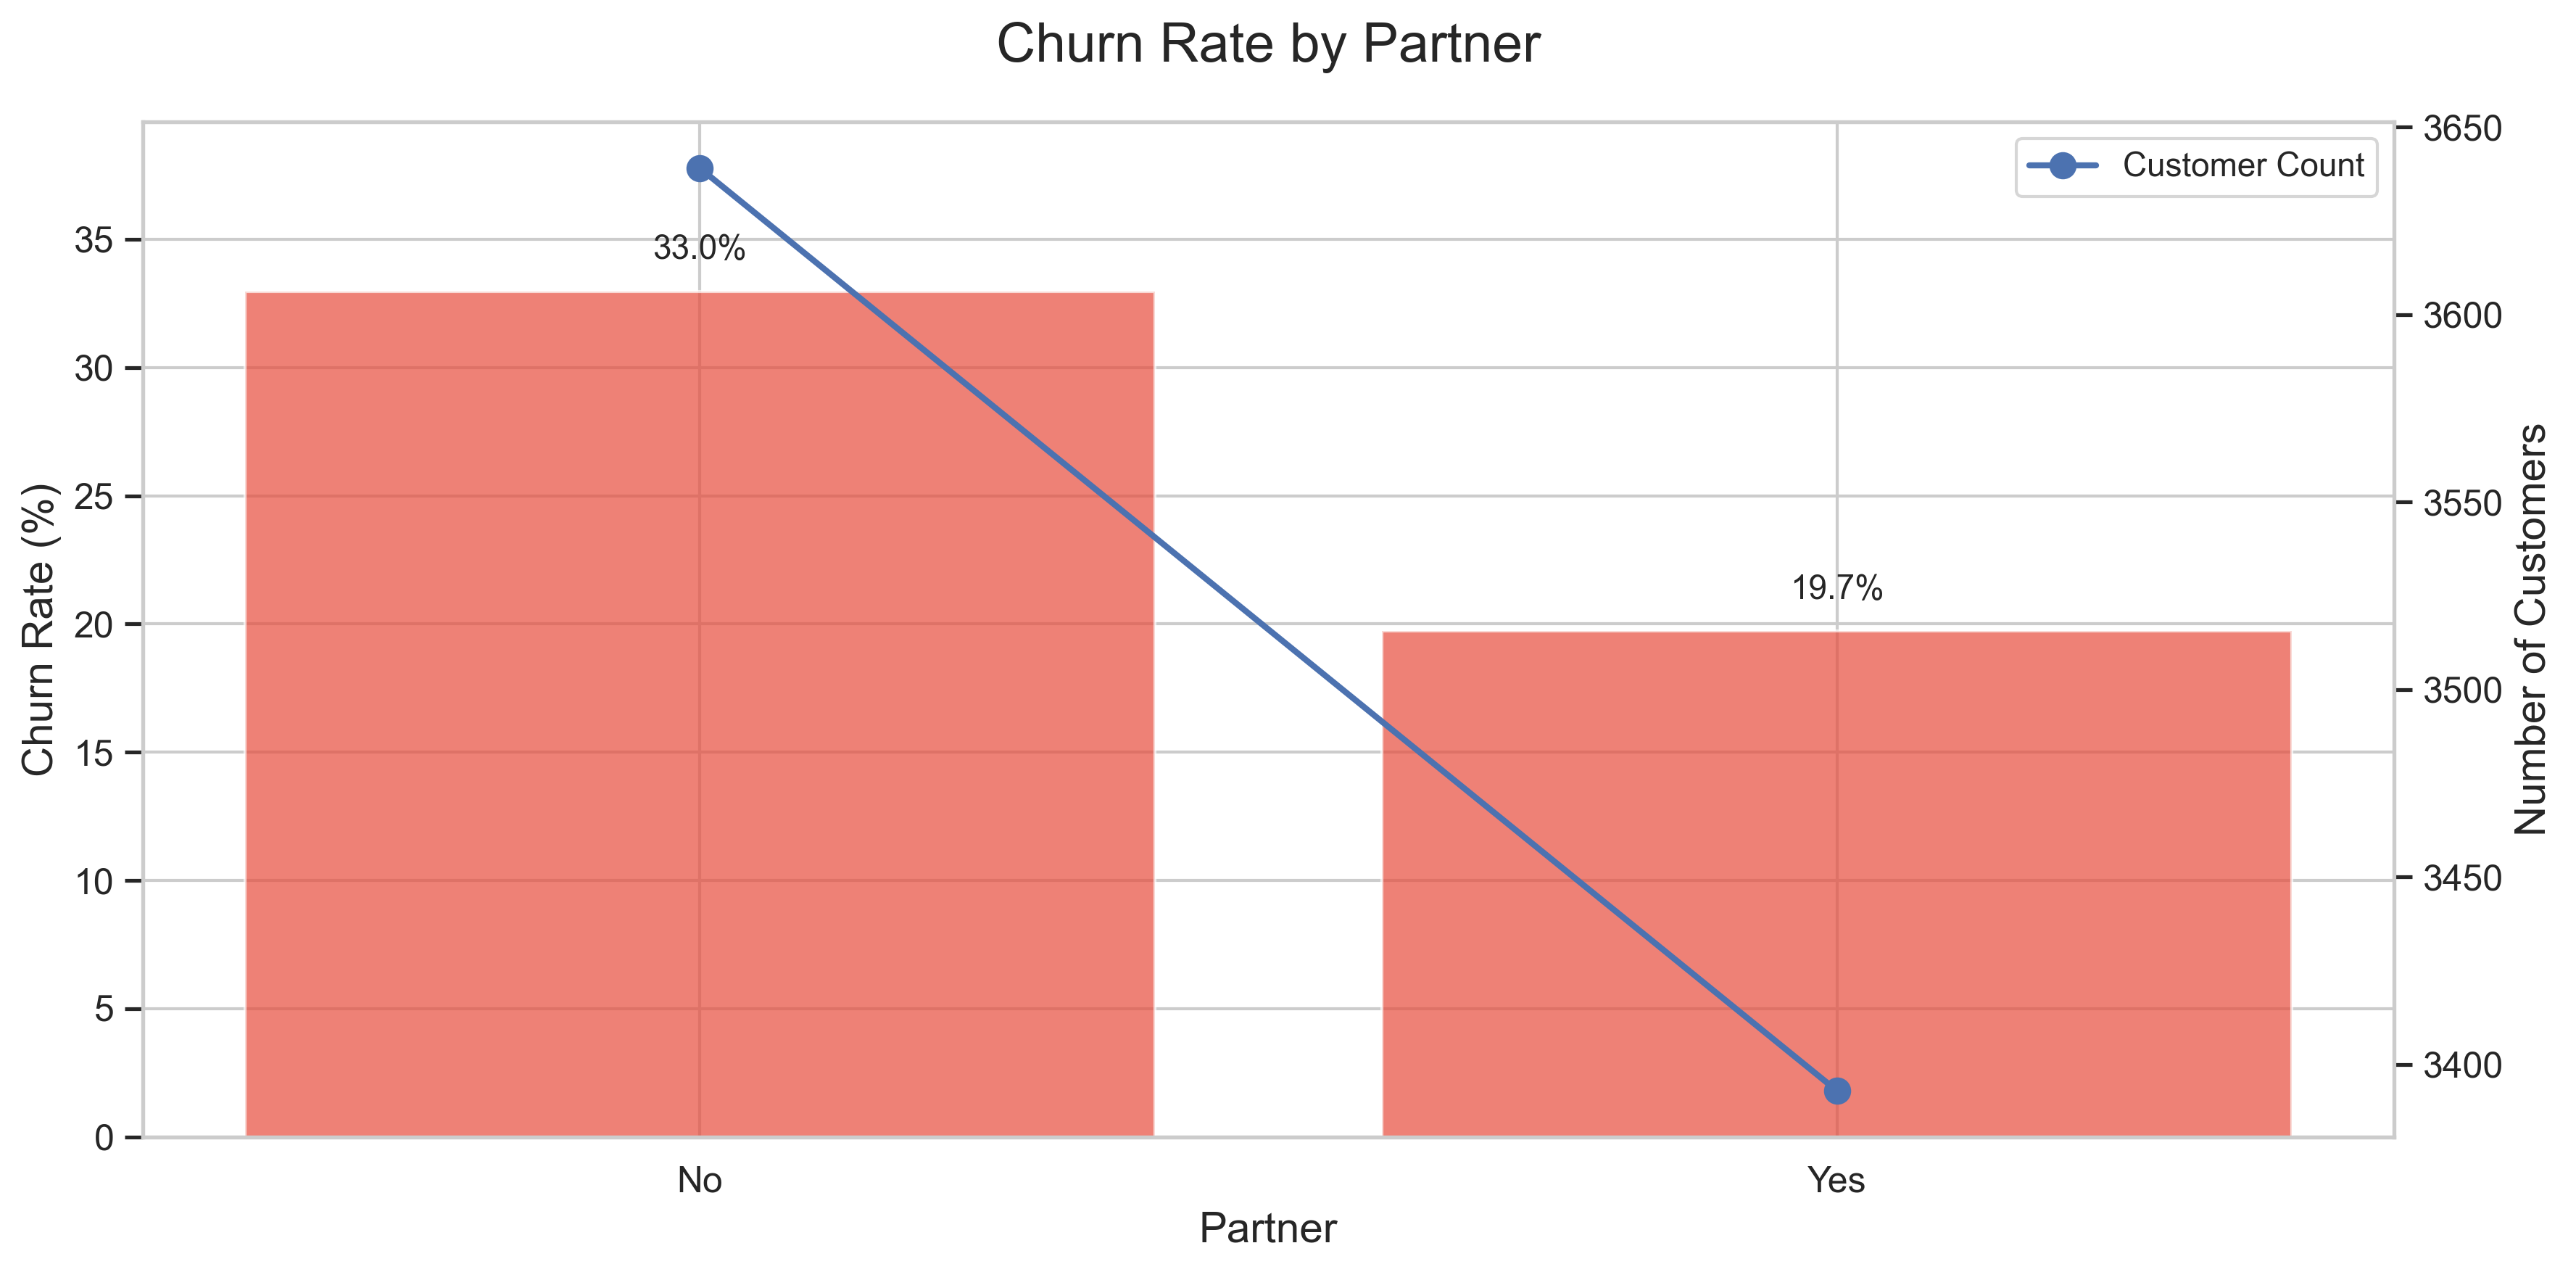 Churn Rate by Partner
Customer Count
33.0%
19.7%
Churn Rate (%)
35
30
25
20
15
10
5
0
3650
3600
3550
3500
3450
3400
Number of Customers
No
Yes
Partner